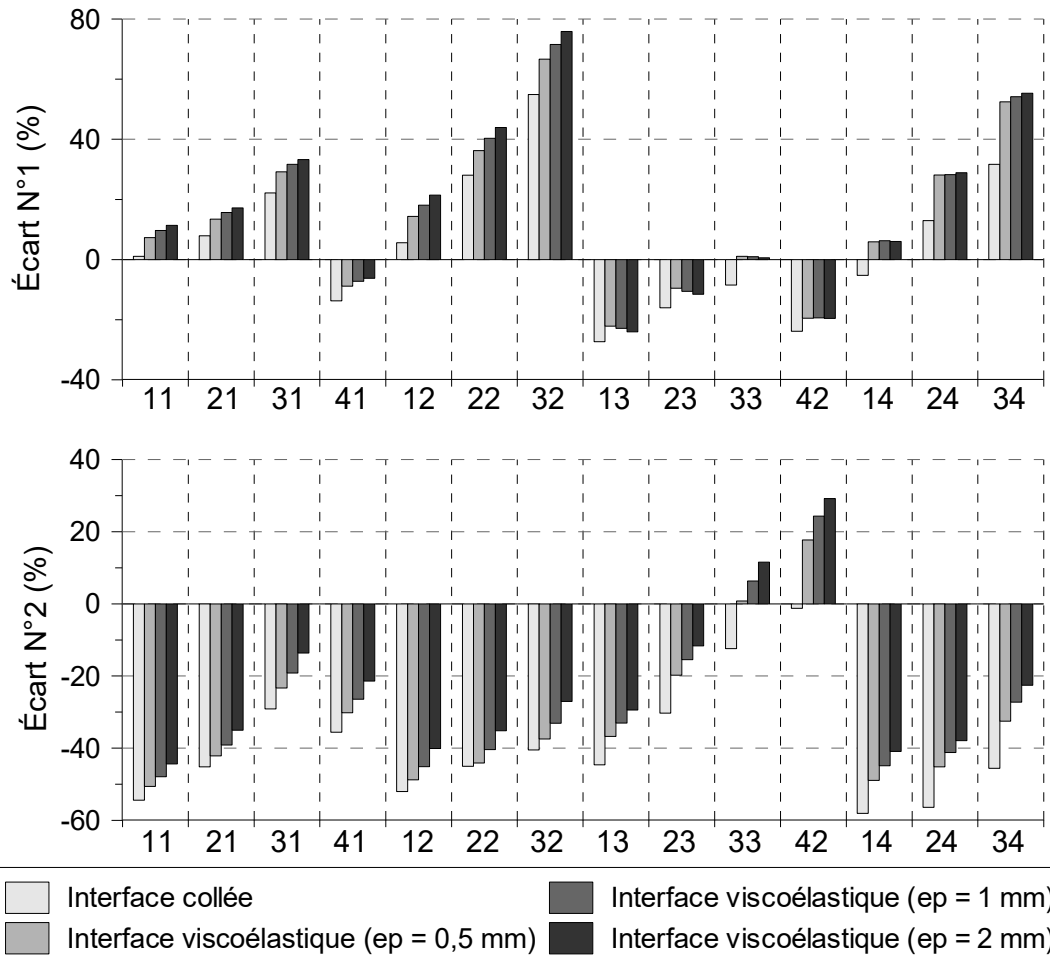 80
40
0
-40
Écart N°1 (%)
11 21 31 41 12 22 32 13 23 33 42 14 24 34
40
20
0
-20
-40
-60
Écart N°2 (%)
11 21 31 41 12 22 32 13 23 33 42 14 24 34
Interface collée
Interface viscoélastique (ep = 0,5 mm)
Interface viscoélastique (ep = 1 mm)
Interface viscoélastique (ep = 2 mm)